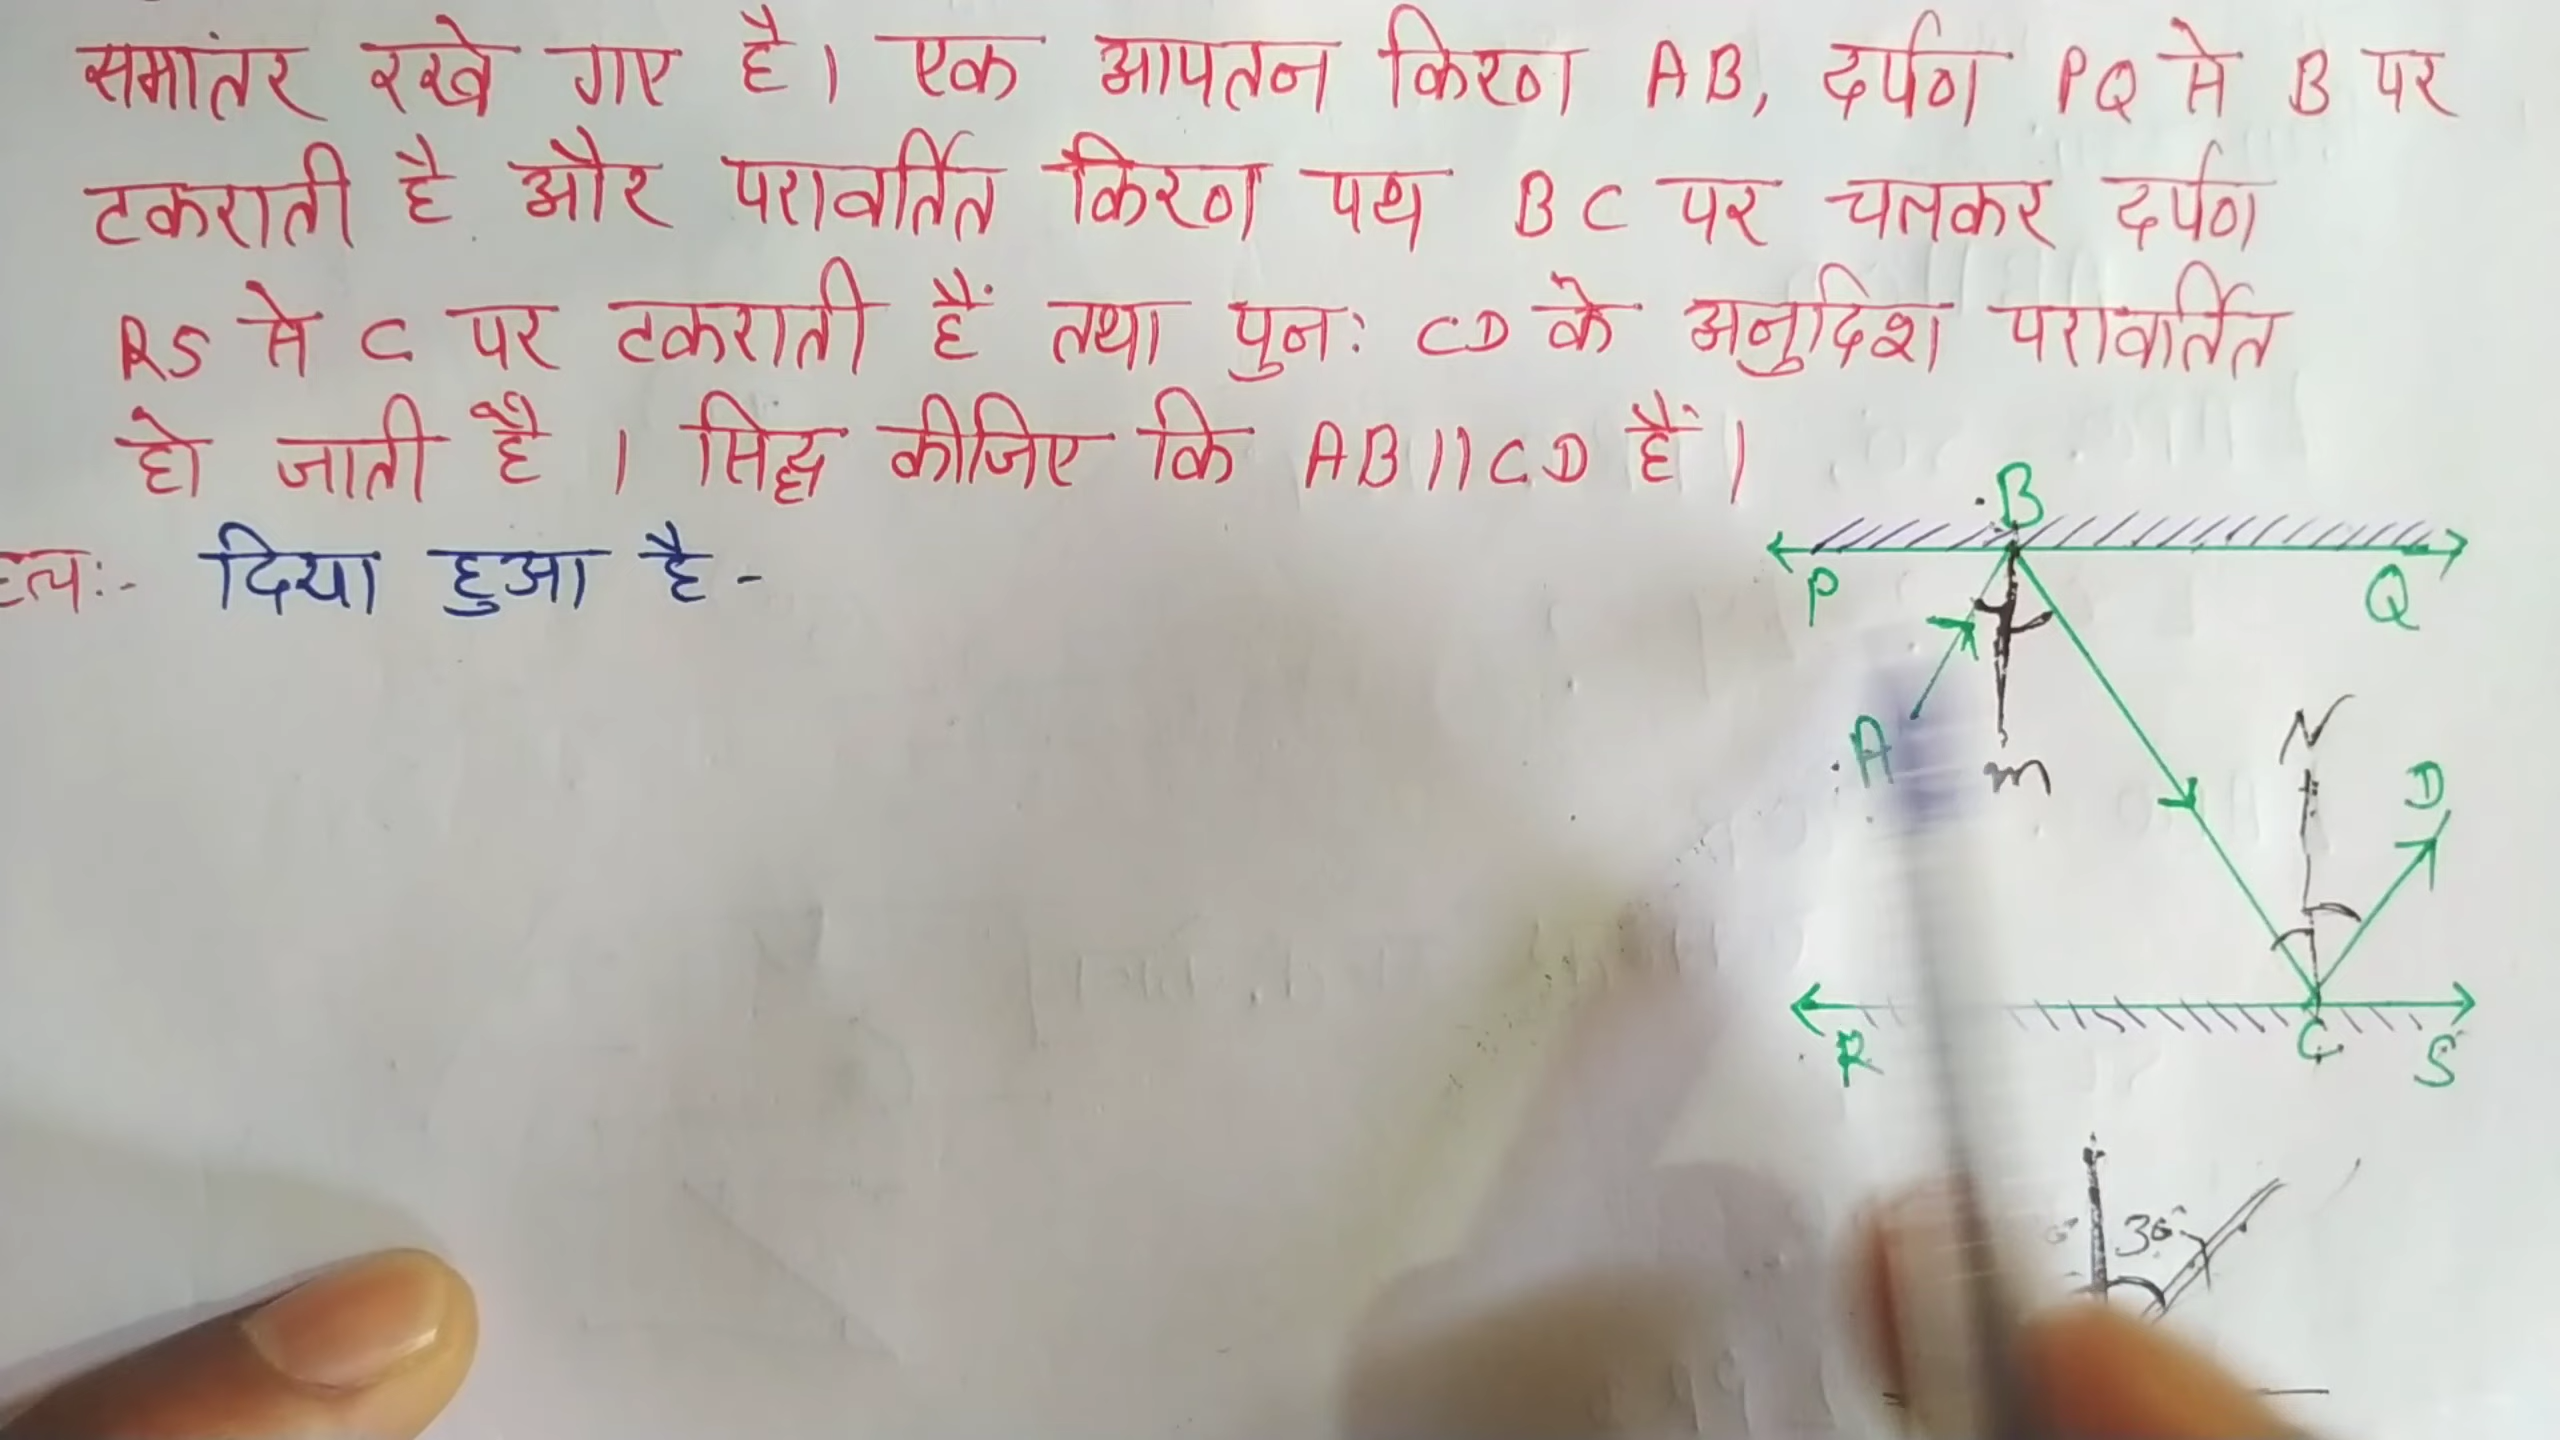 समांतर रखे गए है। एक आपतन किरण AB, दर्पण PQ से B पर
टकराती है और परावर्तित किरण पथ BC पर चलकर दर्पण
RS से C पर टकराती हैं तथा पुनः CD के अनुदिश परावर्तित
हो जाती है । सिद्ध कीजिए कि AB||CD हैं ।
दिया हुआ है -
B
P
Q
A
m
N
D
R
C
S
30°